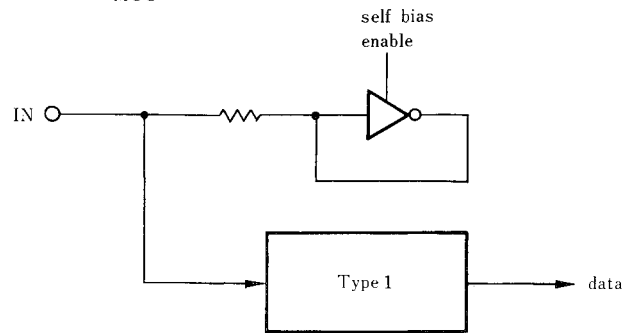 self bias
enable
IN
Type 1
data